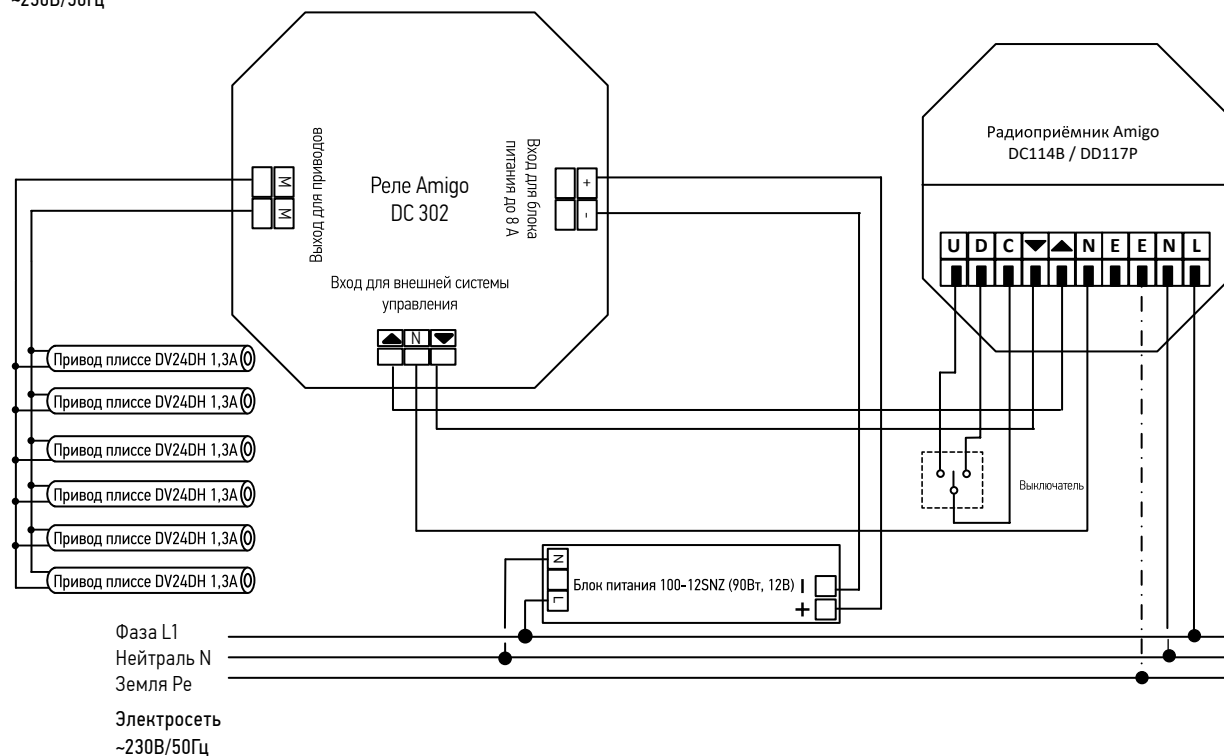 ~230В/50Гц
Радиоприёмник Amigo
DC114B / DD117P
Выход для приводов
M
M
Реле Amigo
DC 302
Вход для блока
питания до 8 А
+
-
Вход для внешней системы
управления
N
U D C N E E N L
Привод плиссе DV24DH 1,3A
Привод плиссе DV24DH 1,3A
Привод плиссе DV24DH 1,3A
Привод плиссе DV24DH 1,3A
Привод плиссе DV24DH 1,3A
Привод плиссе DV24DH 1,3A
Выключатель
N
L
Блок питания 100-12SNZ (90Вт, 12В)
-
+
Фаза L1
Нейтраль N
Земля Pe
Электросеть
~230В/50Гц